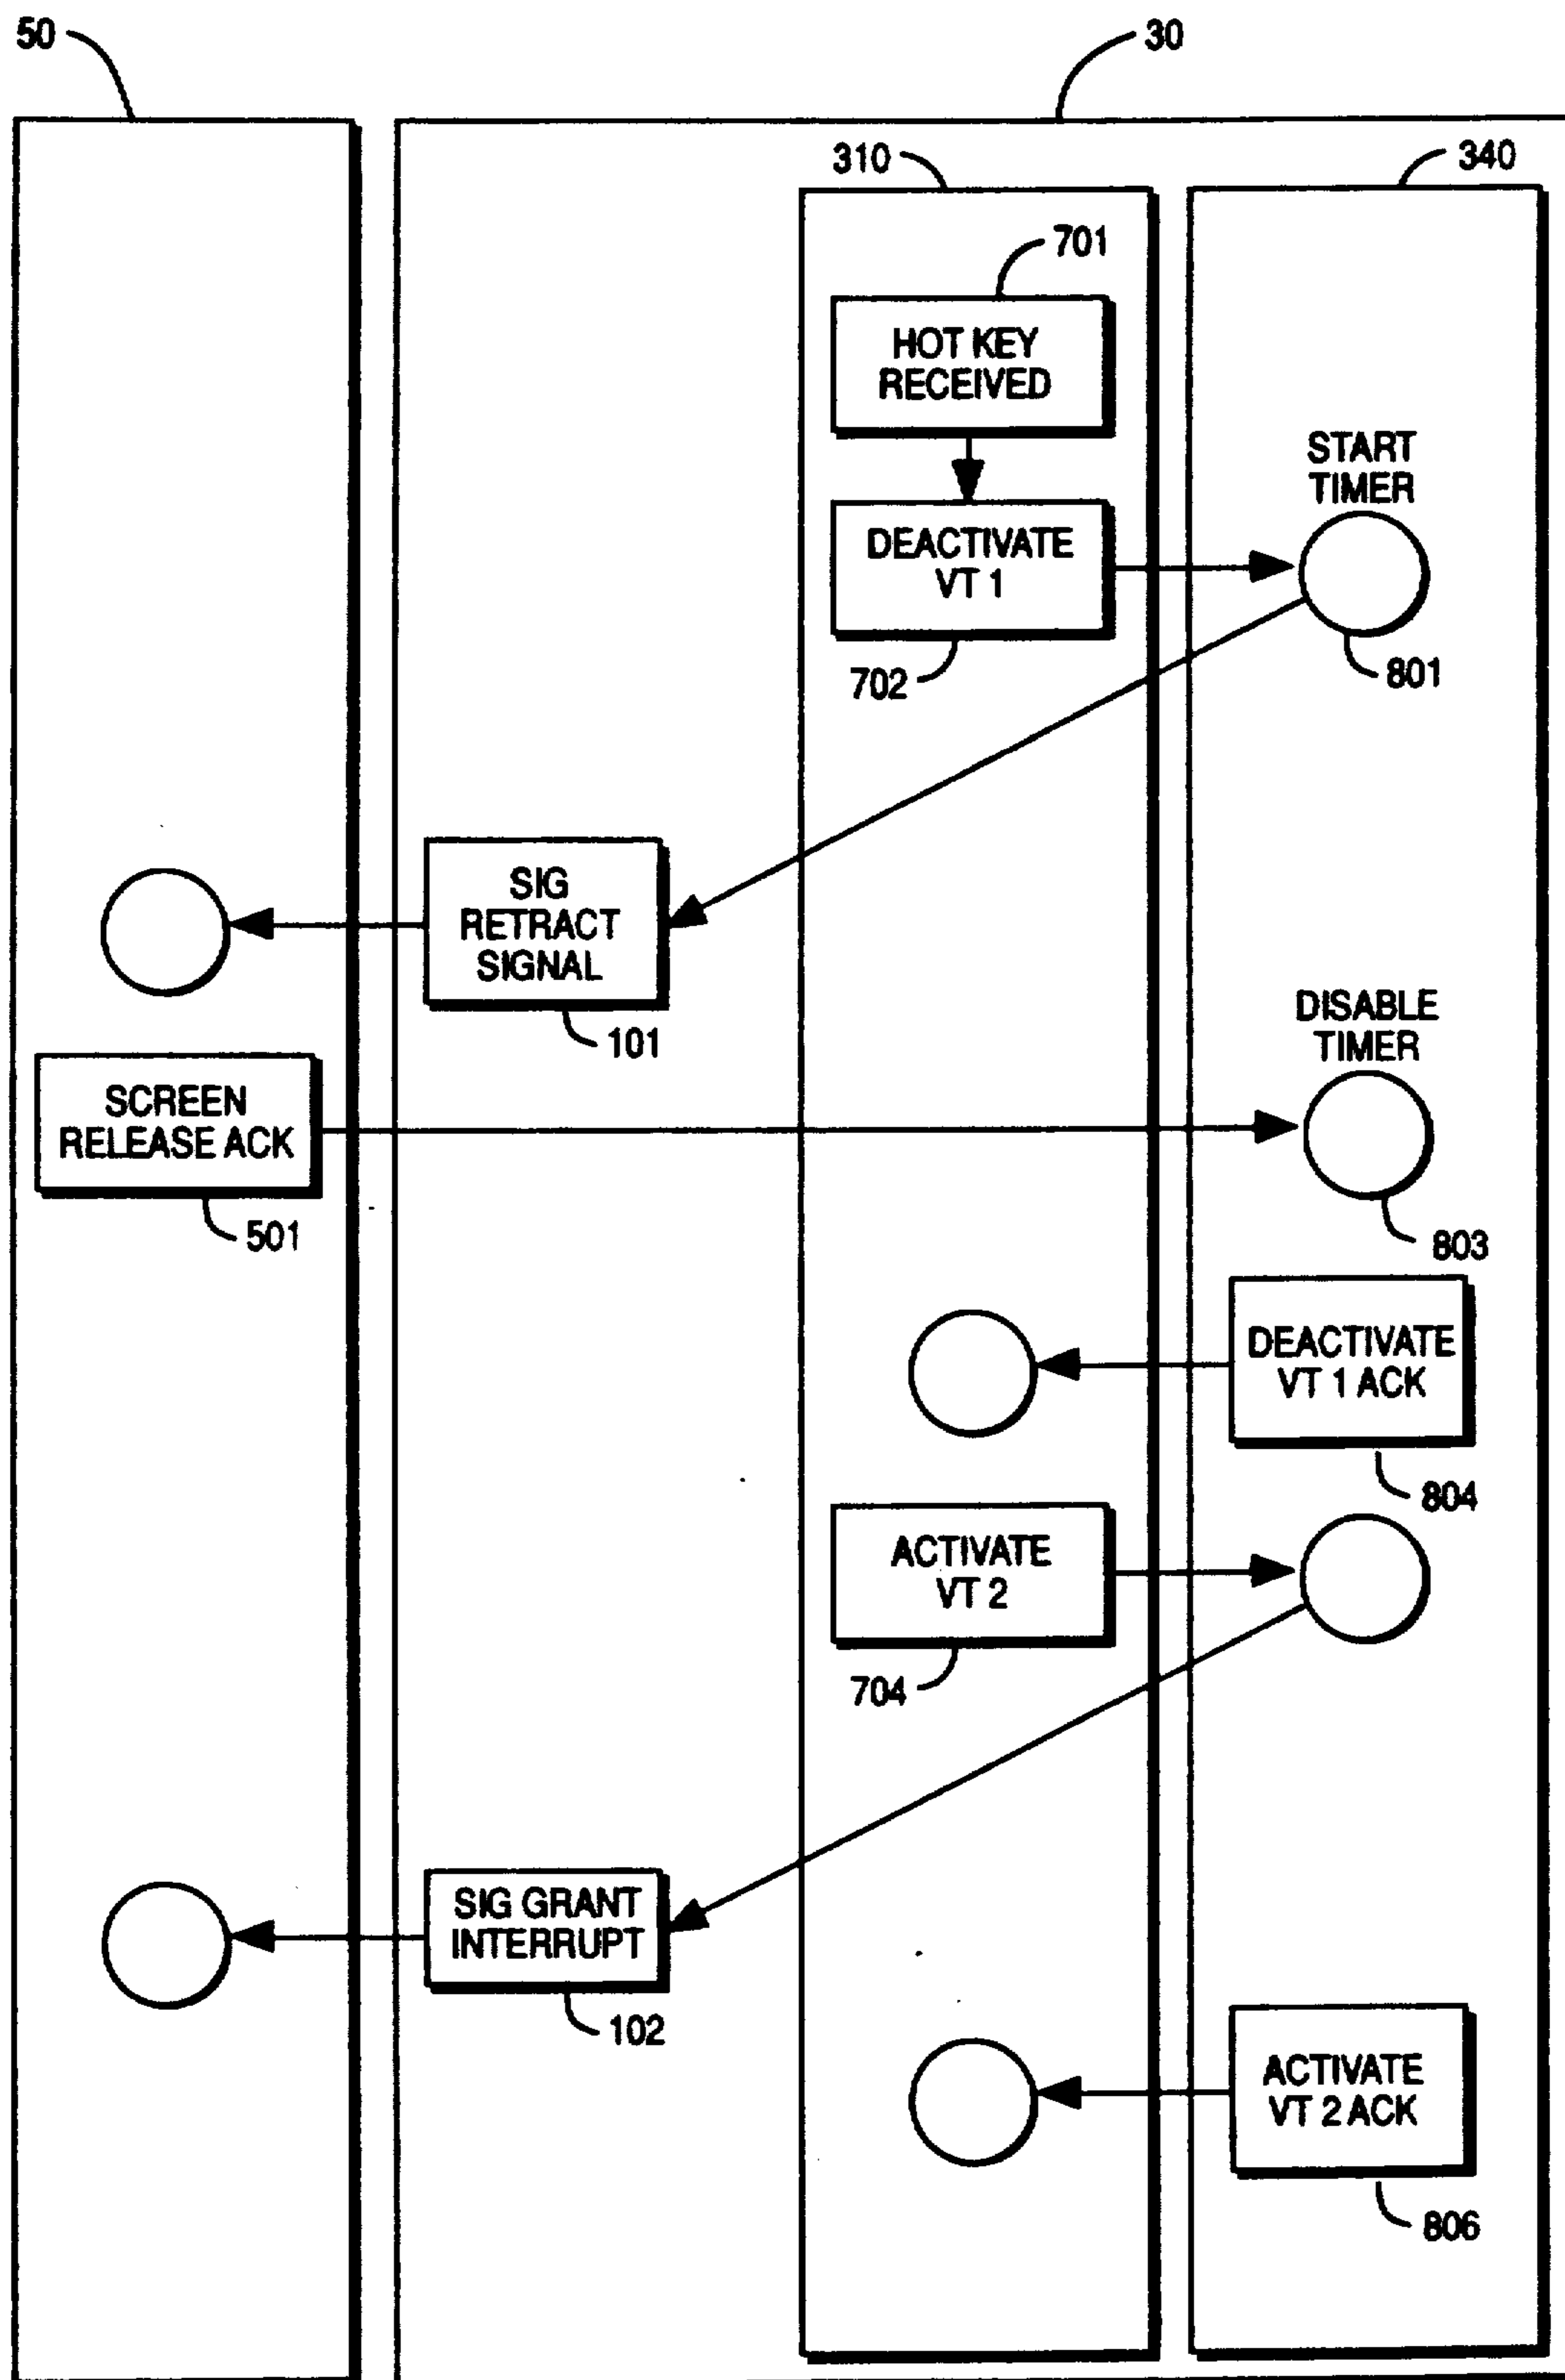 50
30
310
340
701
HOT KEY
RECEIVED
START
TIMER
DEACTIVATE
VT 1
702
801
SIG
RETRACT
SIGNAL
101
DISABLE
TIMER
SCREEN
RELEASE ACK
501
803
DEACTIVATE
VT 1 ACK
804
ACTIVATE
VT 2
704
SIG GRANT
INTERRUPT
102
ACTIVATE
VT 2 ACK
806